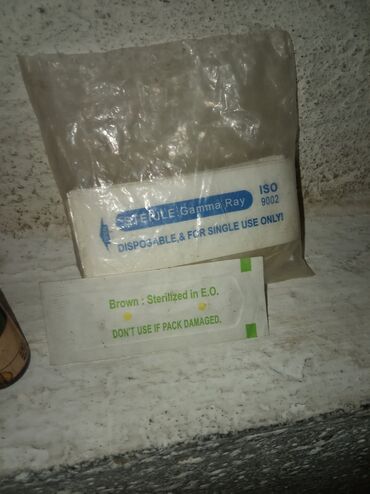 STERILE Gamma Ray
ISO
9002
DISPOSABLE,& FOR SINGLE USE ONLY!
Brown : Sterilized in E.O.
DON'T USE IF PACK DAMAGED.